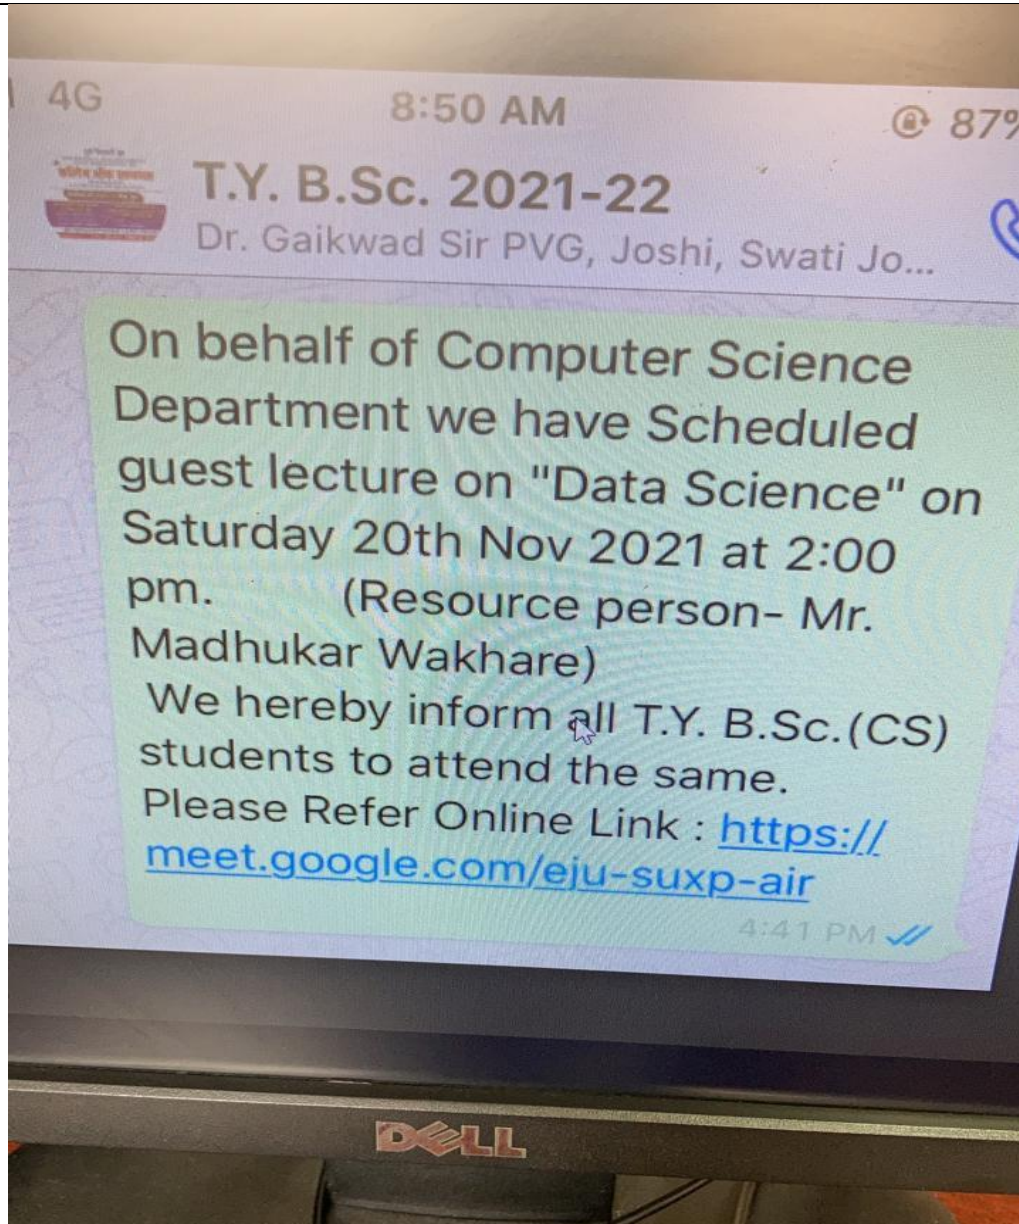 4G 8:50 AM 87%
T.Y. B.Sc. 2021-22
Dr. Gaikwad Sir PVG, Joshi, Swati Jo...
On behalf of Computer Science
Department we have Scheduled
guest lecture on "Data Science" on
Saturday 20th Nov 2021 at 2:00
pm. (Resource person- Mr.
Madhukar Wakhare)
We hereby inform all T.Y. B.Sc.(CS)
students to attend the same.
Please Refer Online Link : https://
meet.google.com/eju-suxp-air
4:41 PM
DELL